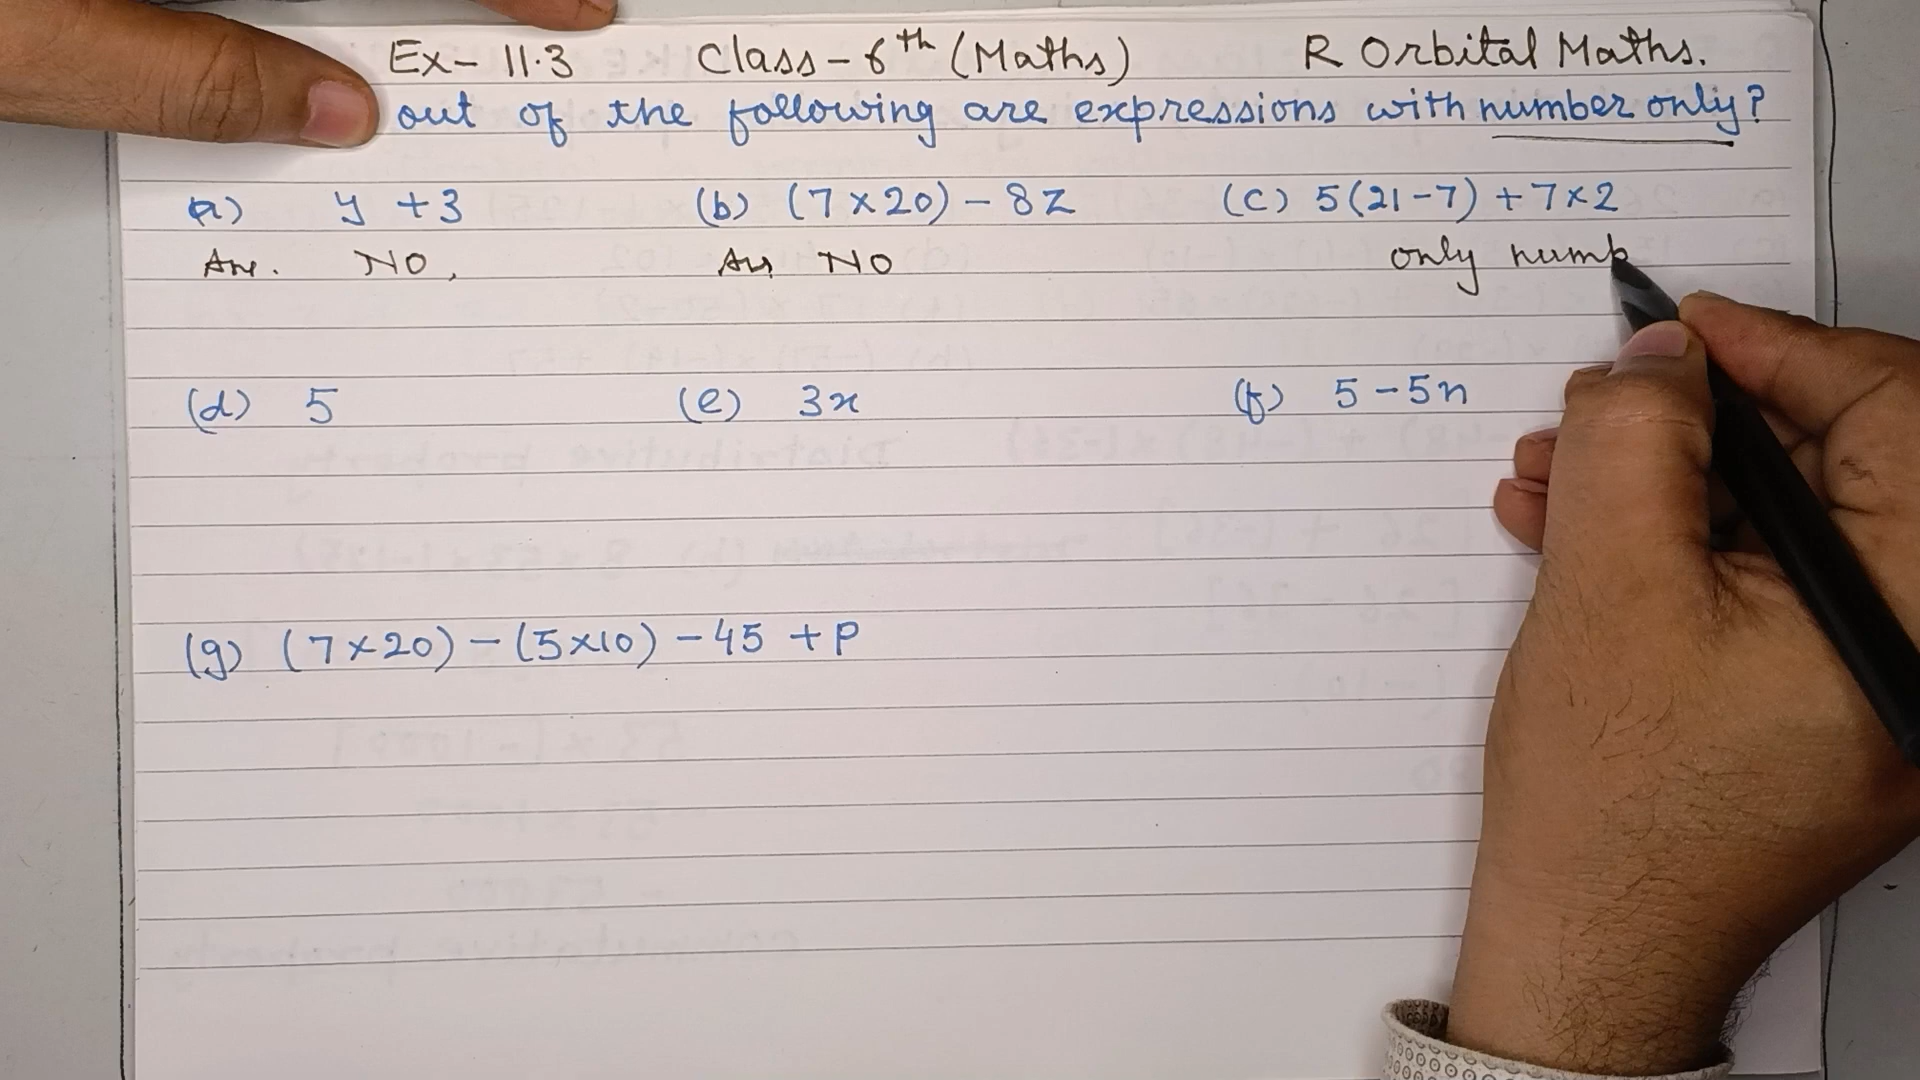 Ex- 11.3 Class - 6th (Maths) R Orbital Maths.
out of the following are expressions with number only?
a) y + 3 (b) (7 × 20) - 8z (c) 5(21 - 7) + 7 × 2
Ans. NO, Ans NO only numb
(d) 5 (e) 3x (f) 5 - 5n
(g) (7 × 20) - (5 × 10) - 45 + p